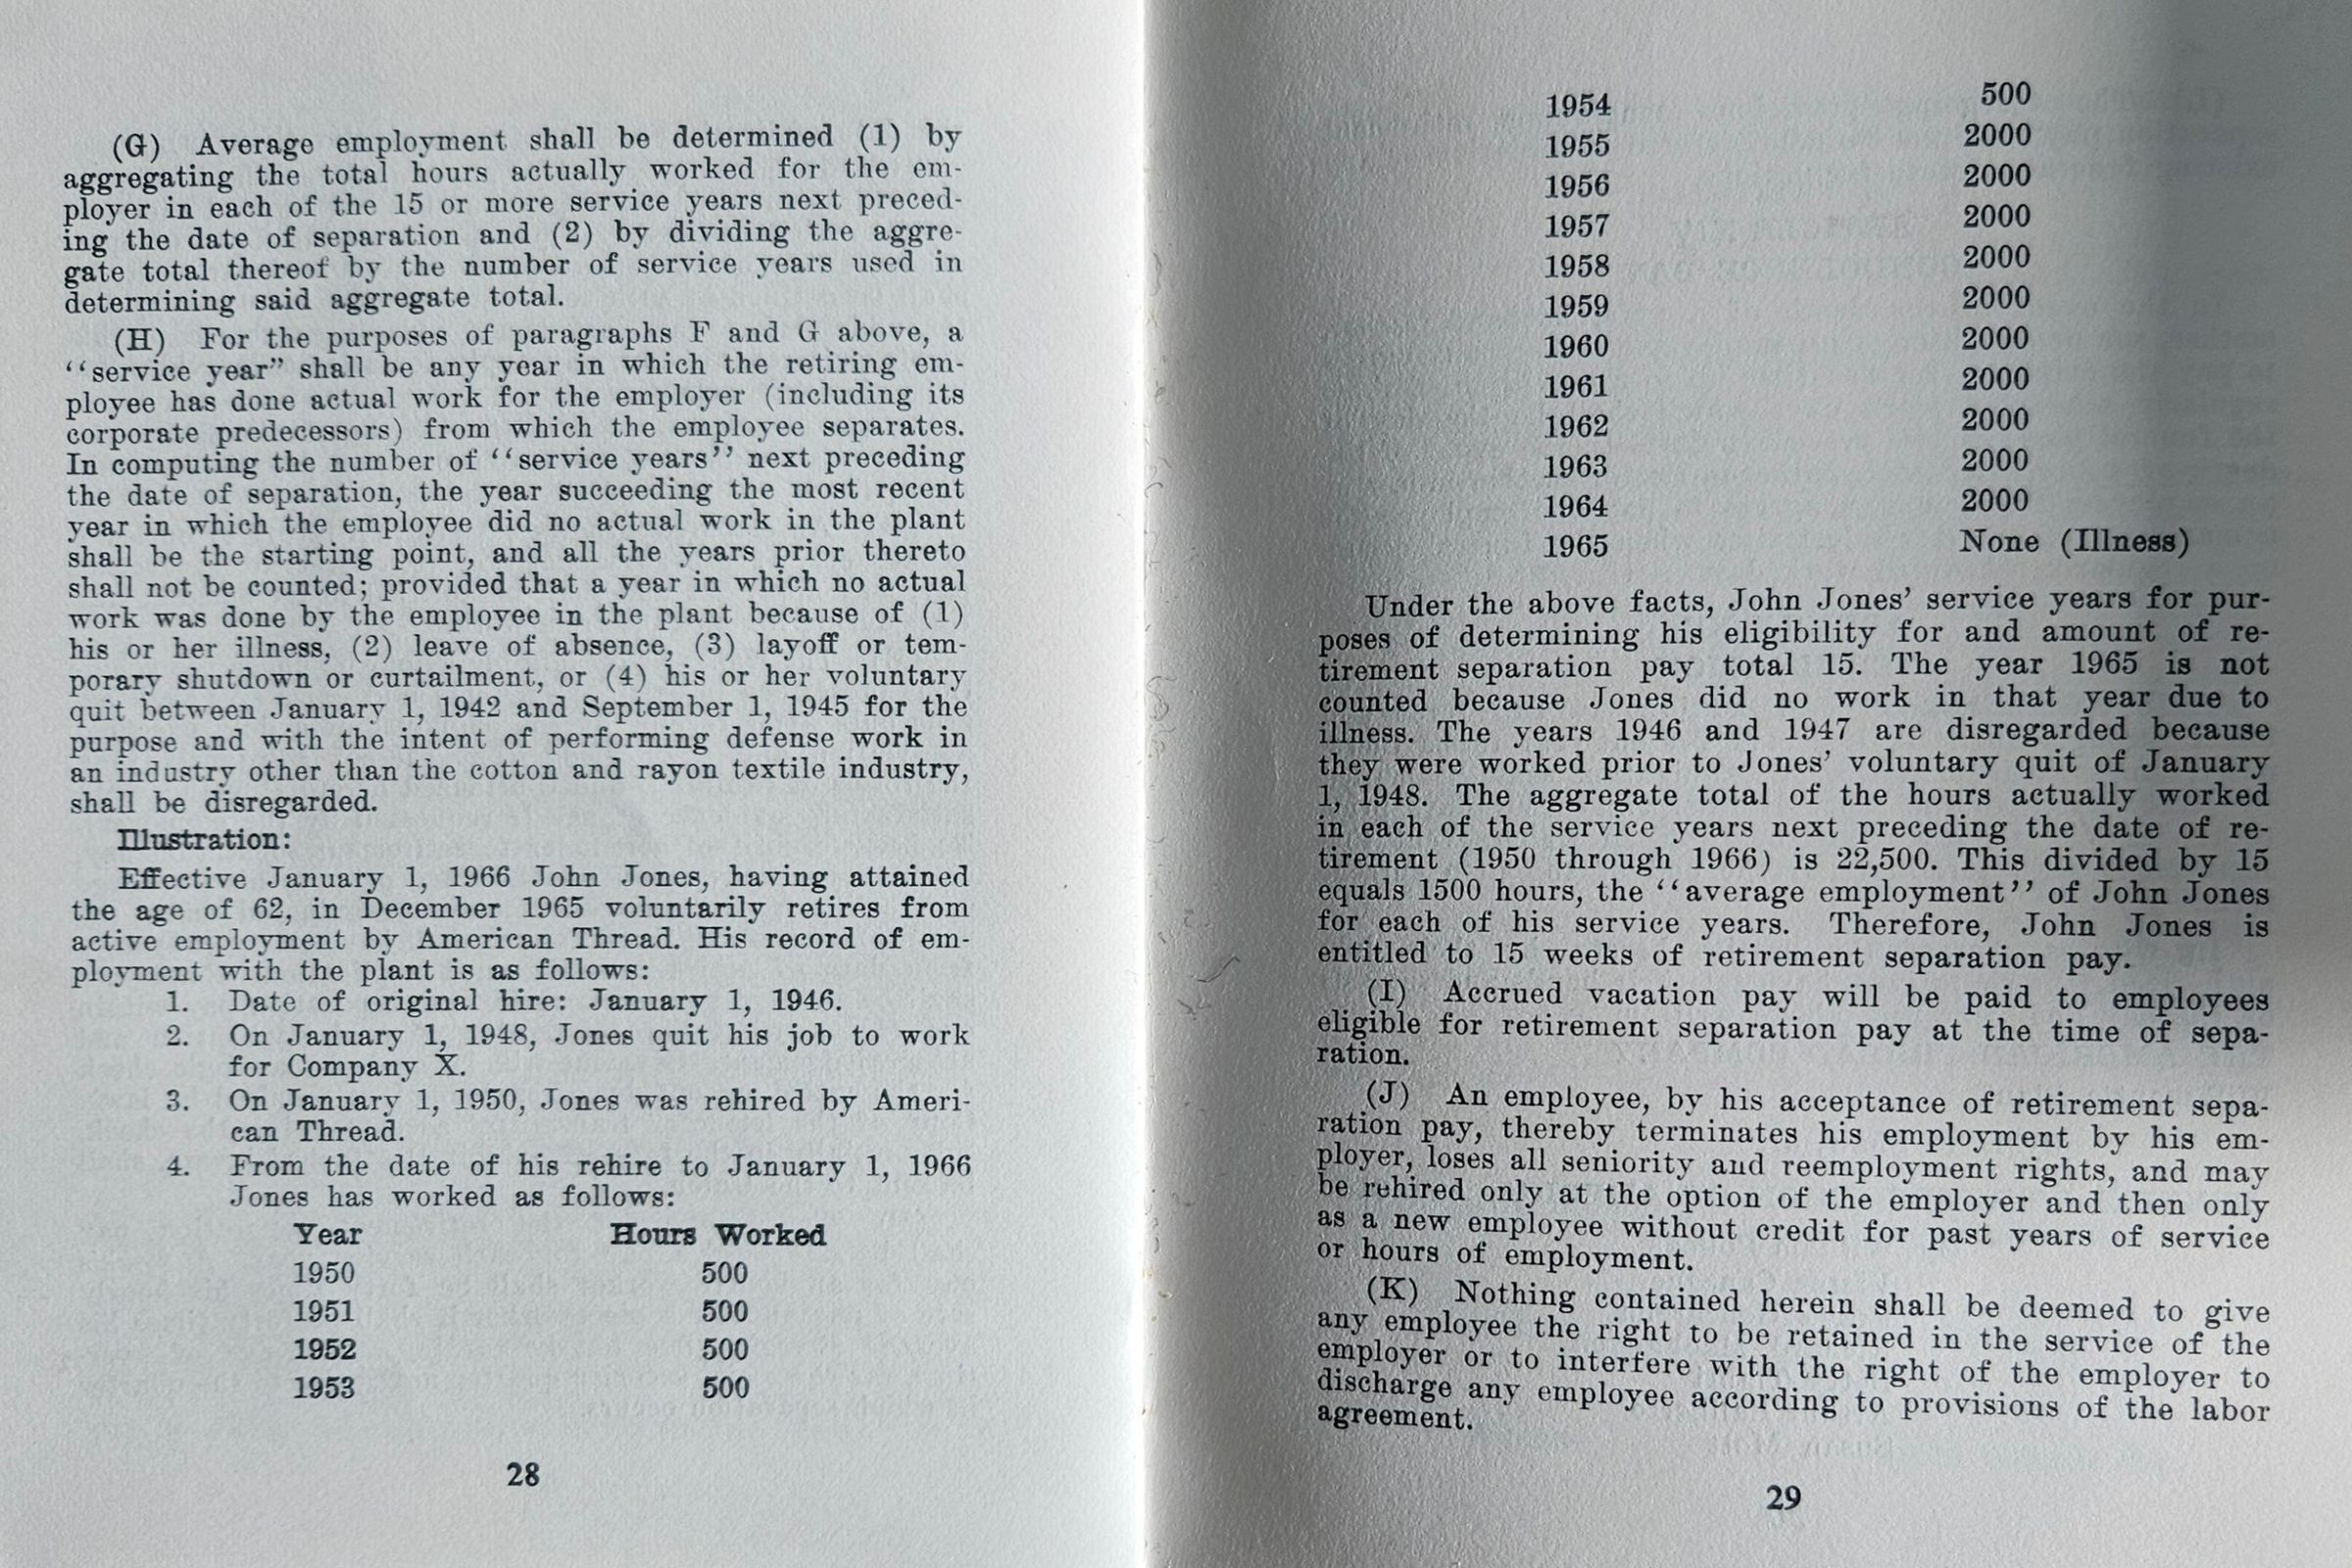 (G) Average employment shall be determined (1) by
aggregating the total hours actually worked for the em-
ployer in each of the 15 or more service years next preced-
ing the date of separation and (2) by dividing the aggre-
gate total thereof by the number of service years used in
determining said aggregate total.
(H) For the purposes of paragraphs F and G above, a
‘‘service year” shall be any year in which the retiring em-
ployee has done actual work for the employer (including its
corporate predecessors) from which the employee separates.
In computing the number of ‘‘service years’’ next preceding
the date of separation, the year succeeding the most recent
year in which the employee did no actual work in the plant
shall be the starting point, and all the years prior thereto
shall not be counted; provided that a year in which no actual
work was done by the employee in the plant because of (1)
his or her illness, (2) leave of absence, (3) layoff or tem-
porary shutdown or curtailment, or (4) his or her voluntary
quit between January 1, 1942 and September 1, 1945 for the
purpose and with the intent of performing defense work in
an industry other than the cotton and rayon textile industry,
shall be disregarded.
Illustration:
Effective January 1, 1966 John Jones, having attained
the age of 62, in December 1965 voluntarily retires from
active employment by American Thread. His record of em-
ployment with the plant is as follows:
1. Date of original hire: January 1, 1946.
2. On January 1, 1948, Jones quit his job to work
for Company X.
3. On January 1, 1950, Jones was rehired by Ameri-
can Thread.
4. From the date of his rehire to January 1, 1966
Jones has worked as follows:
Year Hours Worked
1950 500
1951 500
1952 500
1953 500
28
1954 500
1955 2000
1956 2000
1957 2000
1958 2000
1959 2000
1960 2000
1961 2000
1962 2000
1963 2000
1964 2000
1965 None (Illness)
Under the above facts, John Jones’ service years for pur-
poses of determining his eligibility for and amount of re-
tirement separation pay total 15. The year 1965 is not
counted because Jones did no work in that year due to
illness. The years 1946 and 1947 are disregarded because
they were worked prior to Jones’ voluntary quit of January
1, 1948. The aggregate total of the hours actually worked
in each of the service years next preceding the date of re-
tirement (1950 through 1966) is 22,500. This divided by 15
equals 1500 hours, the ‘‘average employment’’ of John Jones
for each of his service years. Therefore, John Jones is
entitled to 15 weeks of retirement separation pay.
(I) Accrued vacation pay will be paid to employees
eligible for retirement separation pay at the time of sepa-
ration.
(J) An employee, by his acceptance of retirement sepa-
ration pay, thereby terminates his employment by his em-
ployer, loses all seniority and reemployment rights, and may
be rehired only at the option of the employer and then only
as a new employee without credit for past years of service
or hours of employment.
(K) Nothing contained herein shall be deemed to give
any employee the right to be retained in the service of the
employer or to interfere with the right of the employer to
discharge any employee according to provisions of the labor
agreement.
29